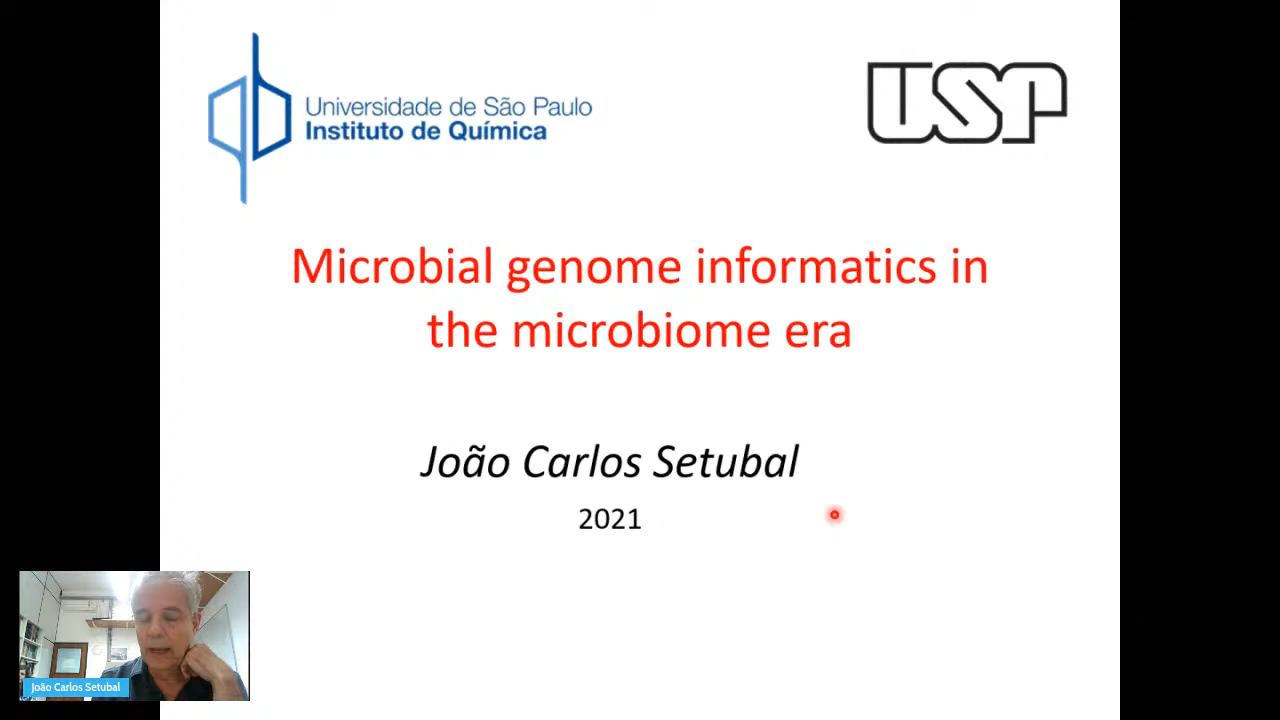 Universidade de São Paulo
Instituto de Química
USP
Microbial genome informatics in
the microbiome era
João Carlos Setubal
2021
João Carlos Setubal